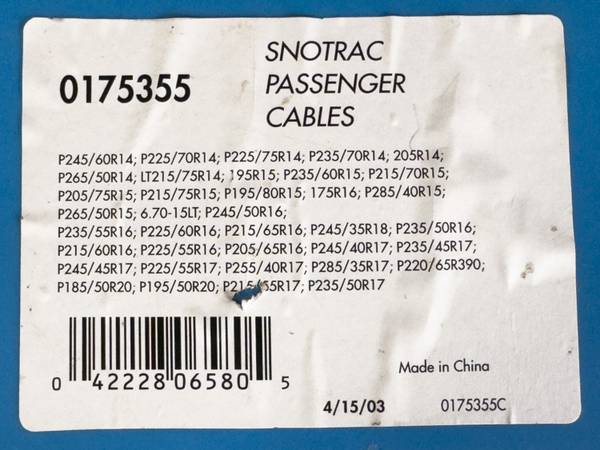 0175355
SNOTRAC
PASSENGER
CABLES
P245/60R14; P225/70R14; P225/75R14; P235/70R14; 205R14;
P265/50R14; LT215/75R14; 195R15; P235/60R15; P215/70R15;
P205/75R15; P215/75R15; P195/80R15; 175R16; P285/40R15;
P265/50R15; 6.70-15LT; P245/50R16;
P235/55R16; P225/60R16; P215/65R16; P245/35R18; P235/50R16;
P215/60R16; P225/55R16; P205/65R16; P245/40R17; P235/45R17;
P245/45R17; P225/55R17; P255/40R17; P285/35R17; P220/65R390;
P185/50R20; P195/50R20; P235/50R17
0 42228 06580 5
Made in China
4/15/03
0175355C